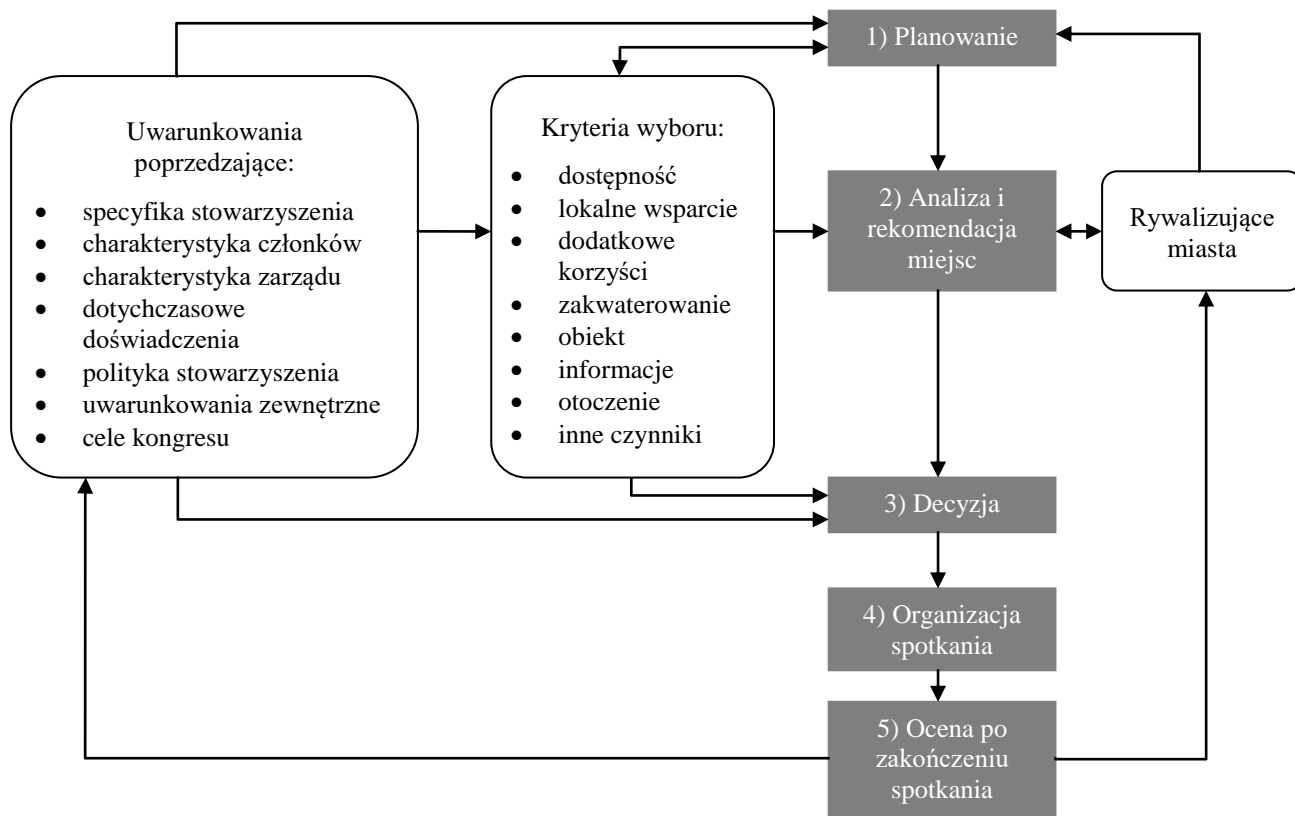 1) Planowanie
Uwarunkowania
poprzedzające:
• specyfika stowarzyszenia
• charakterystyka członków
• charakterystyka zarządu
• dotychczasowe
doświadczenia
• polityka stowarzyszenia
• uwarunkowania zewnętrzne
• cele kongresu
Kryteria wyboru:
• dostępność
• lokalne wsparcie
• dodatkowe
korzyści
• zakwaterowanie
• obiekt
• informacje
• otoczenie
• inne czynniki
2) Analiza i
rekomendacja
miejsc
Rywalizujące
miasta
3) Decyzja
4) Organizacja
spotkania
5) Ocena po
zakończeniu
spotkania